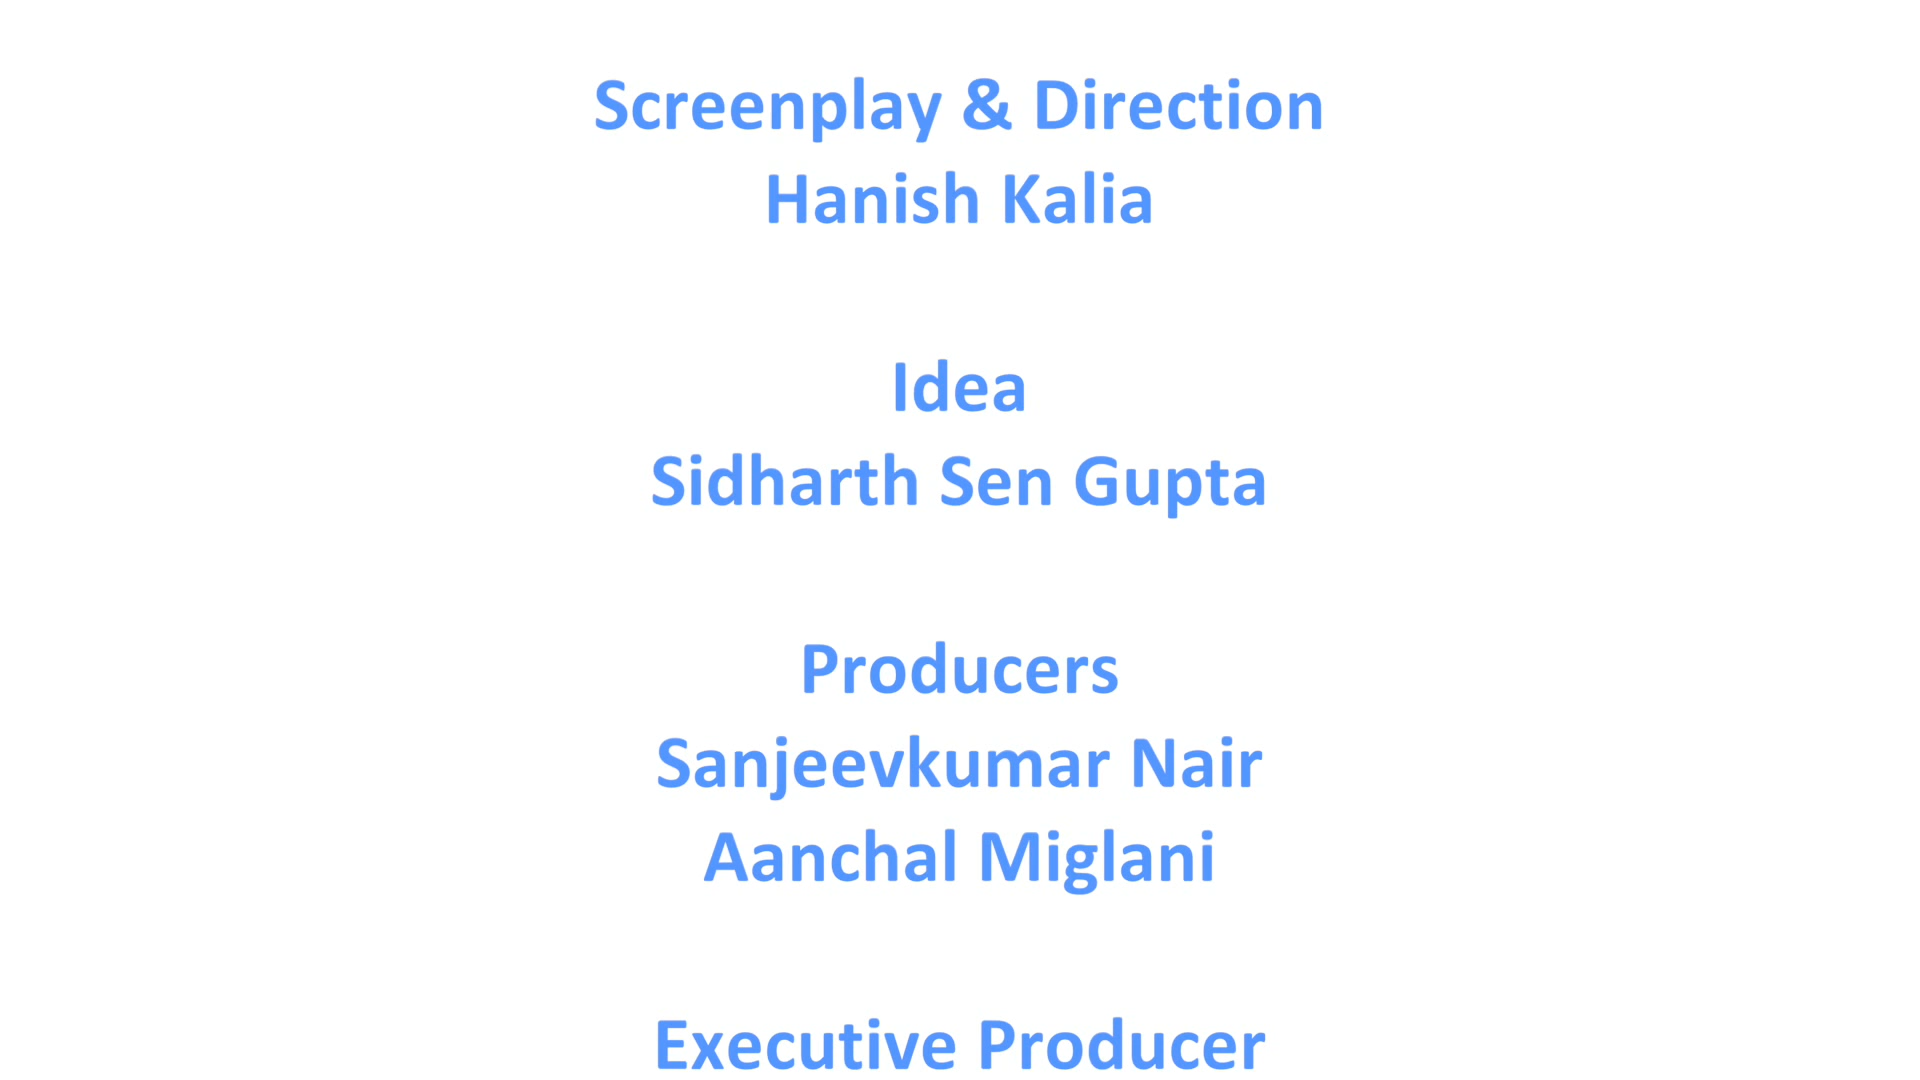 Screenplay & Direction
Hanish Kalia
Idea
Sidharth Sen Gupta
Producers
Sanjeevkumar Nair
Aanchal Miglani
Executive Producer